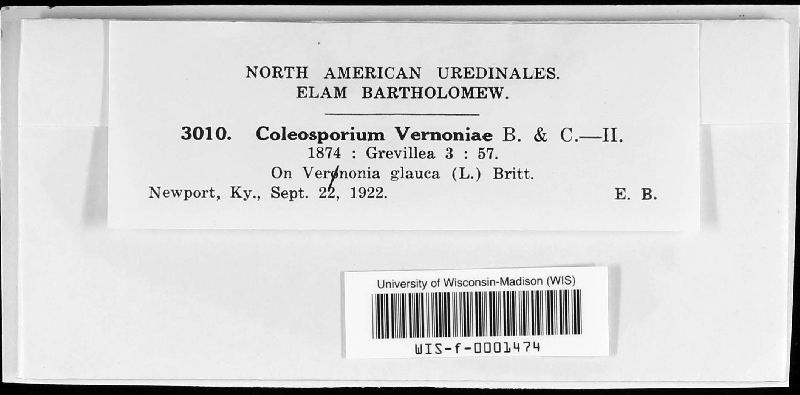 NORTH AMERICAN UREDINALES.
ELAM BARTHOLOMEW.
3010. Coleosporium Vernoniae B. & C.—II.
1874 : Grevillea 3 : 57.
On Verønonia glauca (L.) Britt.
Newport, Ky., Sept. 22, 1922. E. B.
University of Wisconsin-Madison (WIS)
WIS-f-0001474